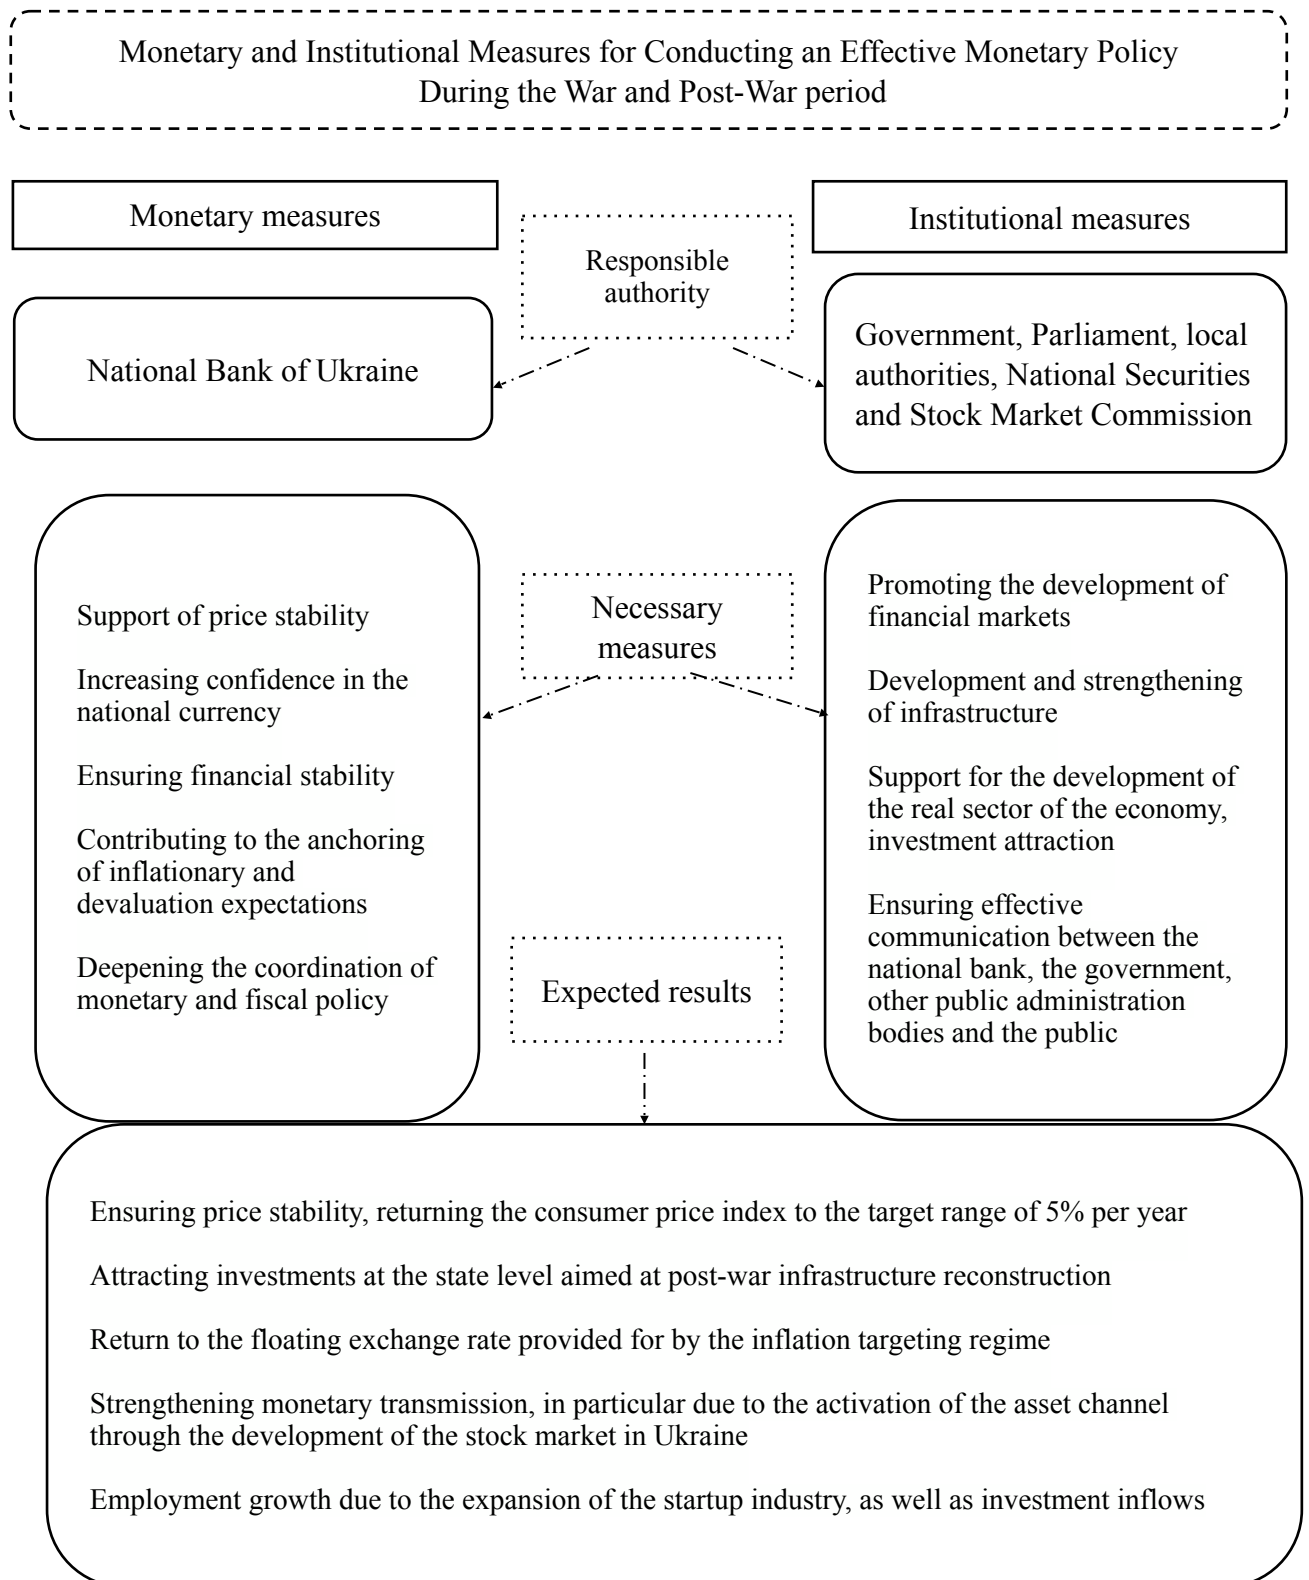 Monetary and Institutional Measures for Conducting an Effective Monetary Policy
During the War and Post-War period
Monetary measures
Institutional measures
Responsible
authority
National Bank of Ukraine
Government, Parliament, local
authorities, National Securities
and Stock Market Commission
Necessary
measures
Support of price stability
Increasing confidence in the
national currency
Ensuring financial stability
Contributing to the anchoring
of inflationary and
devaluation expectations
Deepening the coordination of
monetary and fiscal policy
Promoting the development of
financial markets
Development and strengthening
of infrastructure
Support for the development of
the real sector of the economy,
investment attraction
Ensuring effective
communication between the
national bank, the government,
other public administration
bodies and the public
Expected results
Ensuring price stability, returning the consumer price index to the target range of 5% per year
Attracting investments at the state level aimed at post-war infrastructure reconstruction
Return to the floating exchange rate provided for by the inflation targeting regime
Strengthening monetary transmission, in particular due to the activation of the asset channel
through the development of the stock market in Ukraine
Employment growth due to the expansion of the startup industry, as well as investment inflows